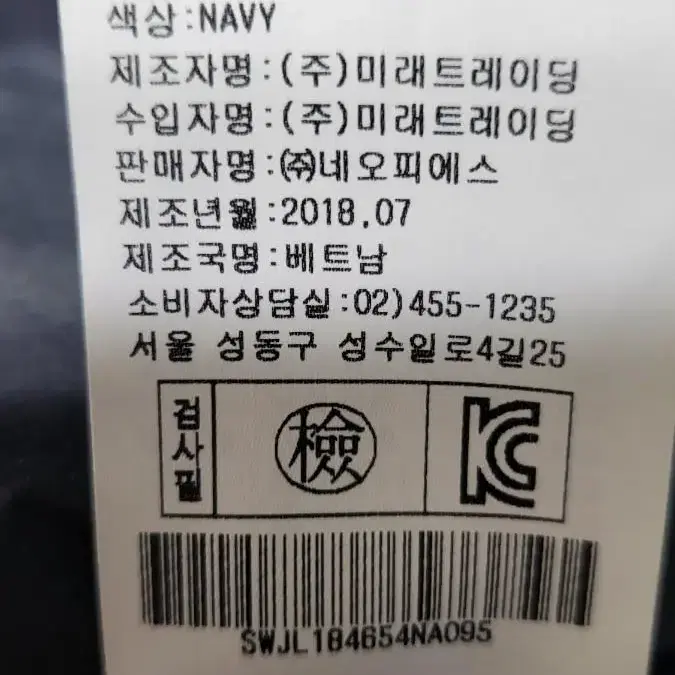 색상:NAVY
제조자명:(주)미래트레이딩
수입자명:(주)미래트레이딩
판매자명:㈜네오피에스
제조년월:2018.07
제조국명:베트남
소비자상담실:02)455-1235
서울 성동구 성수일로4길25
검사필
檢
KC
SWJL184654NA095